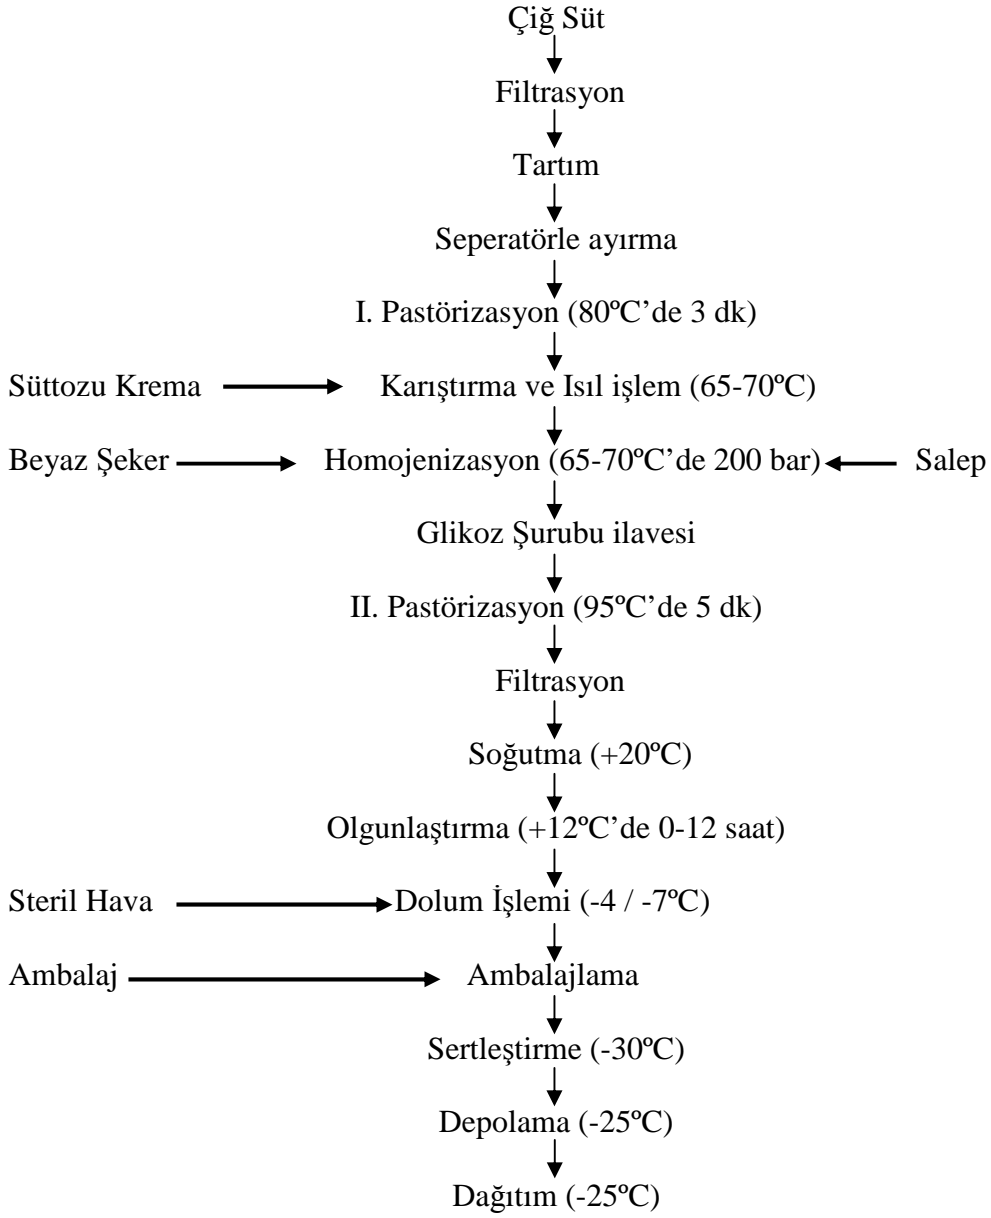 Çiğ Süt
Filtrasyon
Tartım
Seperatörle ayırma
I. Pastörizasyon (80ºC’de 3 dk)
Süttozu Krema Karıştırma ve Isıl işlem (65-70ºC)
Beyaz Şeker Homojenizasyon (65-70ºC’de 200 bar) Salep
Glikoz Şurubu ilavesi
II. Pastörizasyon (95ºC’de 5 dk)
Filtrasyon
Soğutma (+20ºC)
Olgunlaştırma (+12ºC’de 0-12 saat)
Steril Hava Dolum İşlemi (-4 / -7ºC)
Ambalaj Ambalajlama
Sertleştirme (-30ºC)
Depolama (-25ºC)
Dağıtım (-25ºC)